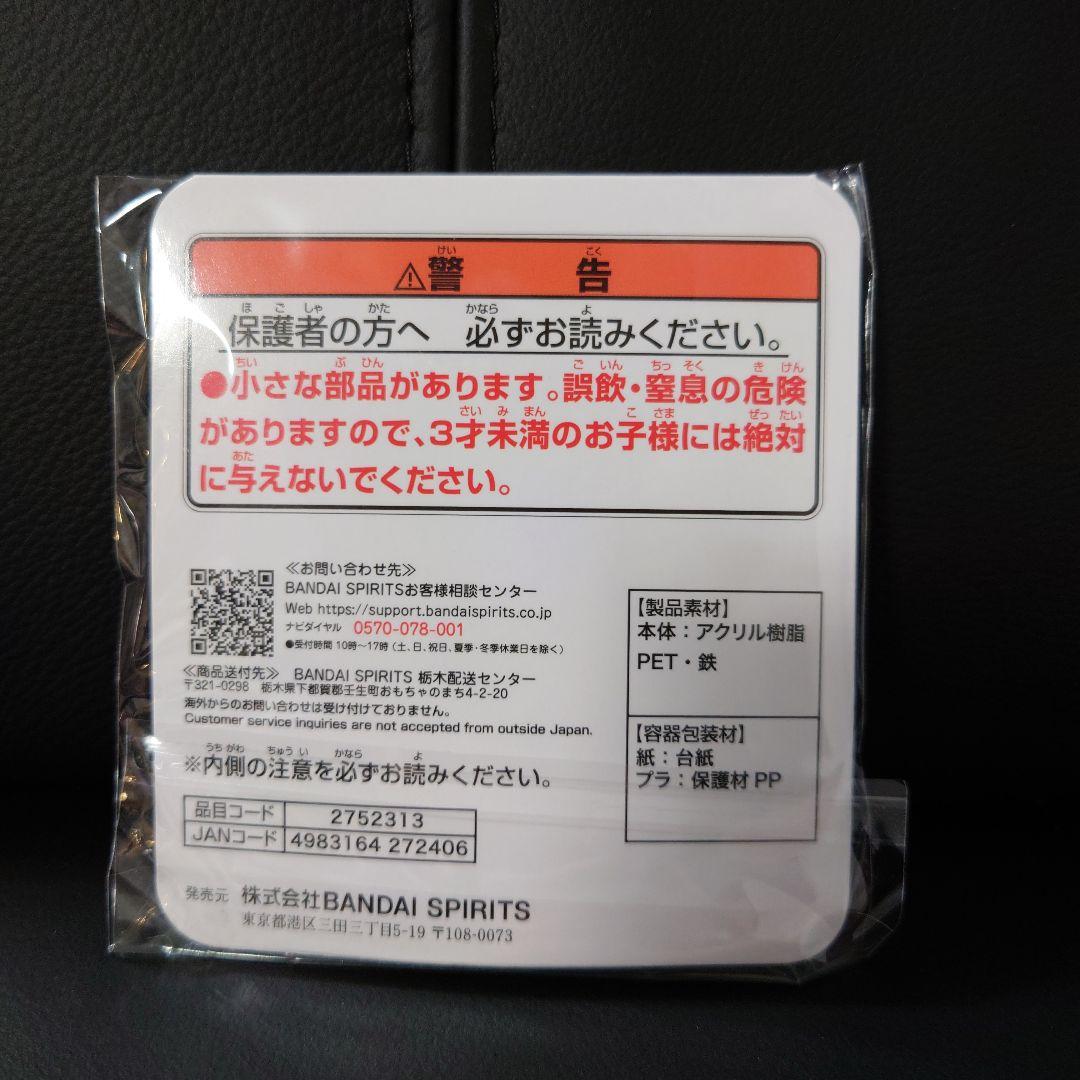 ⚠警告
保護者の方へ 必ずお読みください。
●小さな部品があります。誤飲・窒息の危険
がありますので、3才未満のお子様には絶対
に与えないでください。
≪お問い合わせ先≫
BANDAI SPIRITSお客様相談センター
Web https://support.bandaispirits.co.jp
ナビダイヤル 0570-078-001
●受付時間 10時~17時(土、日、祝日、夏季・冬季休業日を除く)
≪商品送付先≫ BANDAI SPIRITS 栃木配送センター
〒321-0298 栃木県下都賀郡壬生町おもちゃのまち4-2-20
海外からのお問い合わせは受け付けておりません。
Customer service inquiries are not accepted from outside Japan.
※内側の注意を必ずお読みください。
品目コード 2752313
JANコード 4983164 272406
発売元 株式会社BANDAI SPIRITS
東京都港区三田三丁目5-19 〒108-0073
【製品素材】
本体:アクリル樹脂
PET・鉄
【容器包装材】
紙:台紙
プラ:保護材 PP